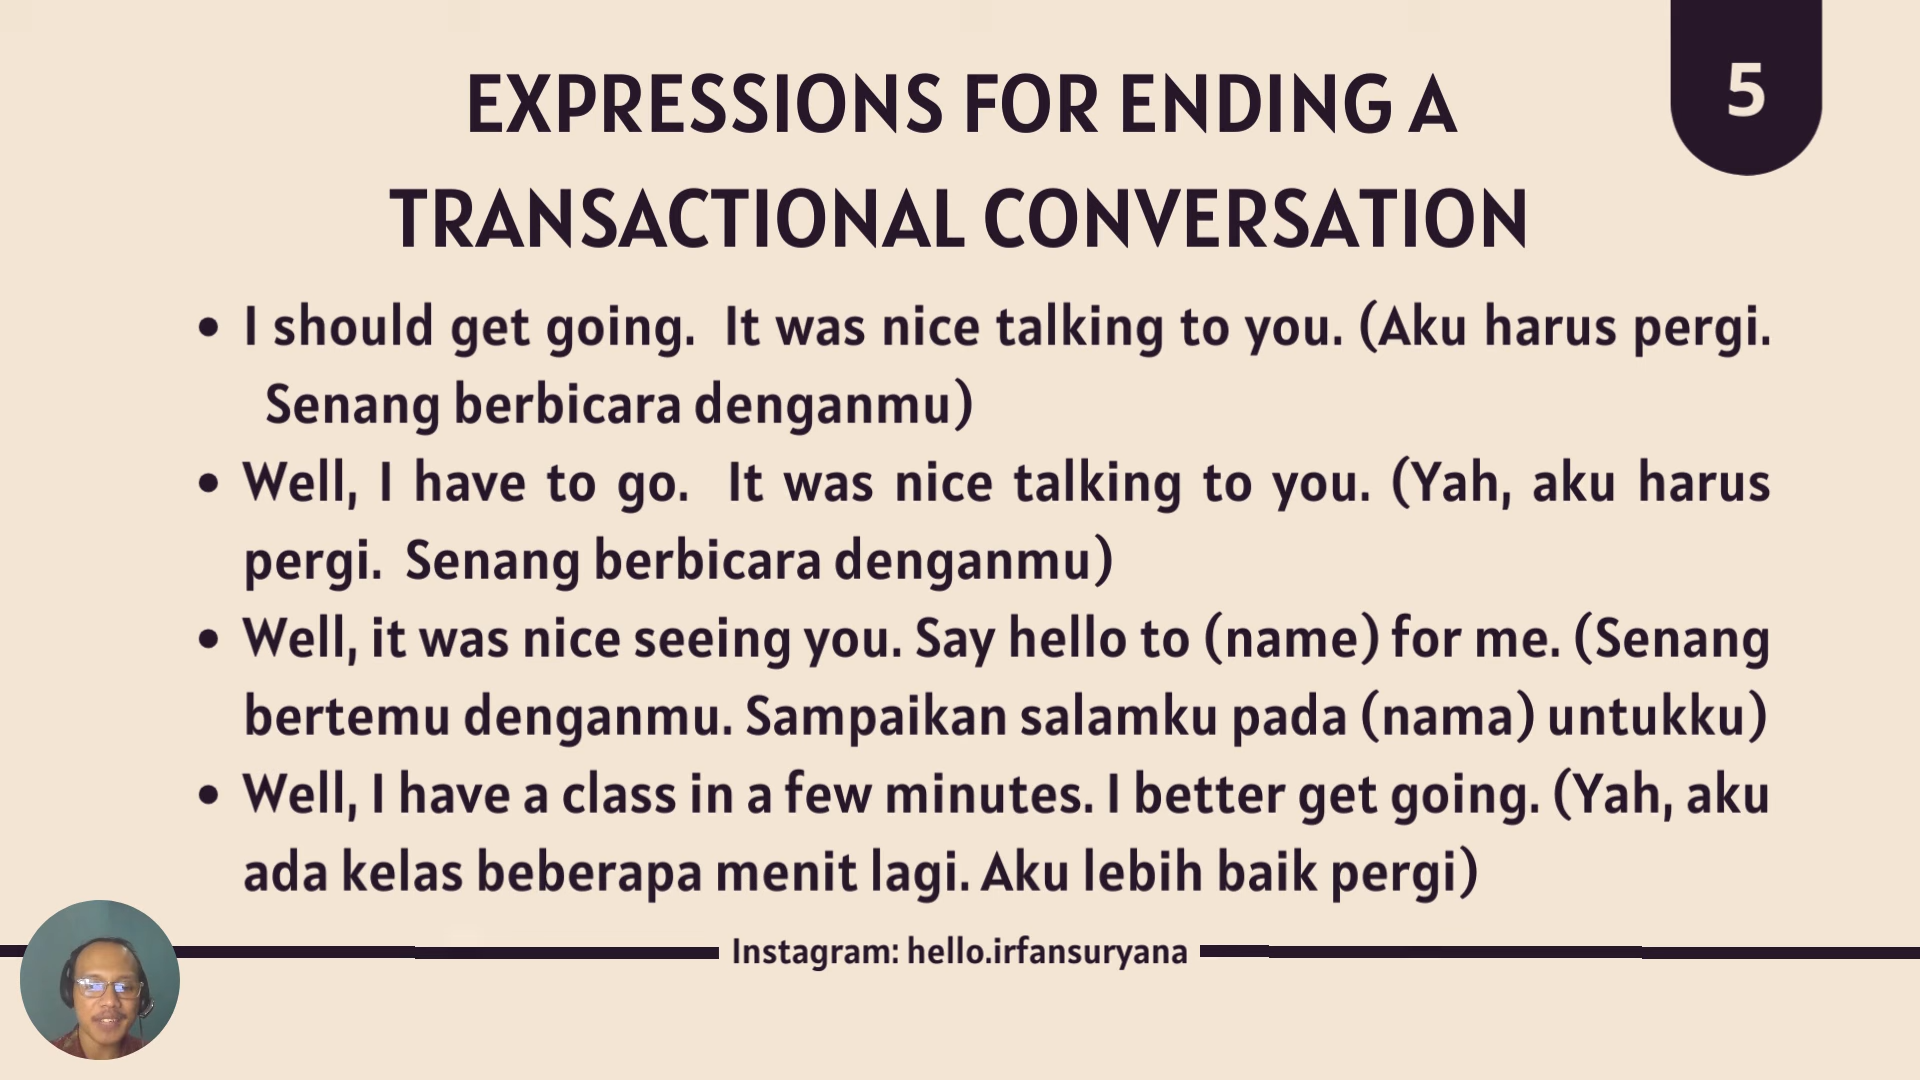 5
EXPRESSIONS FOR ENDING A
TRANSACTIONAL CONVERSATION
• I should get going.  It was nice talking to you. (Aku harus pergi.
Senang berbicara denganmu)
• Well, I have to go.  It was nice talking to you. (Yah, aku harus
pergi.  Senang berbicara denganmu)
• Well, it was nice seeing you. Say hello to (name) for me. (Senang
bertemu denganmu. Sampaikan salamku pada (nama) untukku)
• Well, I have a class in a few minutes. I better get going. (Yah, aku
ada kelas beberapa menit lagi. Aku lebih baik pergi)
Instagram: hello.irfansuryana